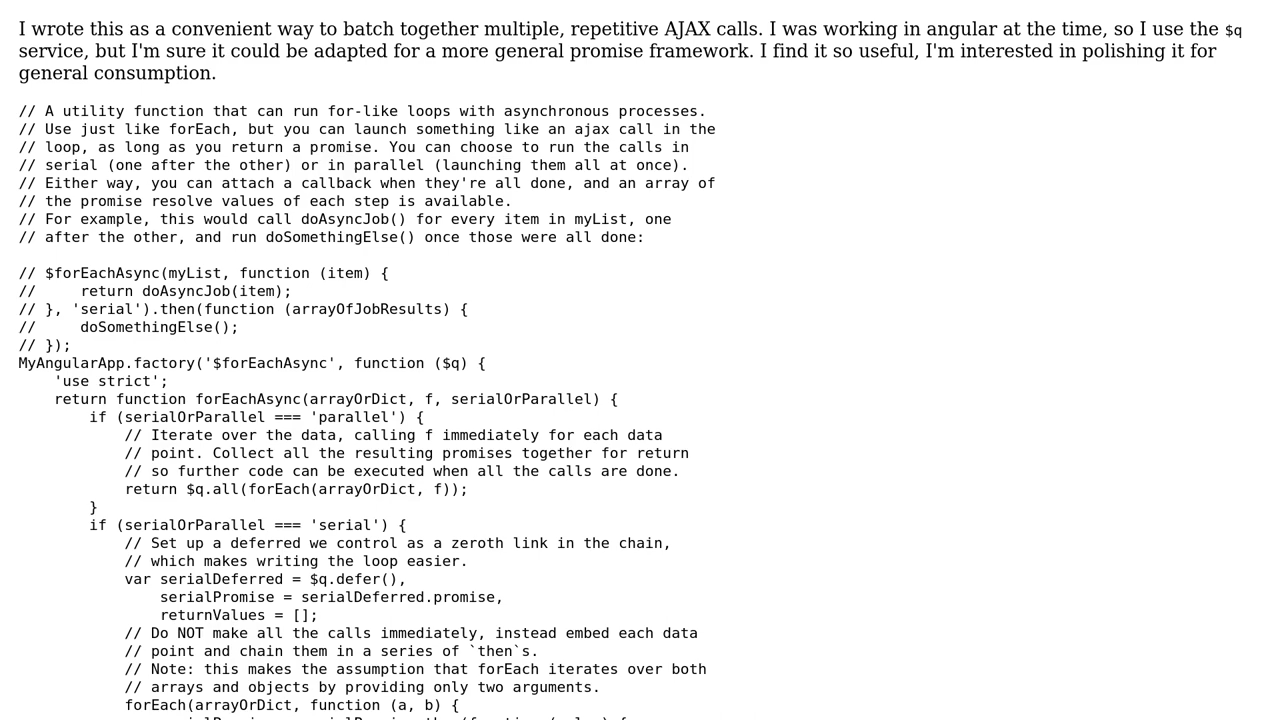 I wrote this as a convenient way to batch together multiple, repetitive AJAX calls. I was working in angular at the time, so I use the $q
service, but I'm sure it could be adapted for a more general promise framework. I find it so useful, I'm interested in polishing it for
general consumption.
// A utility function that can run for-like loops with asynchronous processes.
// Use just like forEach, but you can launch something like an ajax call in the
// loop, as long as you return a promise. You can choose to run the calls in
// serial (one after the other) or in parallel (launching them all at once).
// Either way, you can attach a callback when they're all done, and an array of
// the promise resolve values of each step is available.
// For example, this would call doAsyncJob() for every item in myList, one
// after the other, and run doSomethingElse() once those were all done:
// $forEachAsync(myList, function (item) {
//     return doAsyncJob(item);
// }, 'serial').then(function (arrayOfJobResults) {
//     doSomethingElse();
// });
MyAngularApp.factory('$forEachAsync', function ($q) {
    'use strict';
    return function forEachAsync(arrayOrDict, f, serialOrParallel) {
        if (serialOrParallel === 'parallel') {
            // Iterate over the data, calling f immediately for each data
            // point. Collect all the resulting promises together for return
            // so further code can be executed when all the calls are done.
            return $q.all(forEach(arrayOrDict, f));
        }
        if (serialOrParallel === 'serial') {
            // Set up a deferred we control as a zeroth link in the chain,
            // which makes writing the loop easier.
            var serialDeferred = $q.defer(),
                serialPromise = serialDeferred.promise,
                returnValues = [];
            // Do NOT make all the calls immediately, instead embed each data
            // point and chain them in a series of `then`s.
            // Note: this makes the assumption that forEach iterates over both
            // arrays and objects by providing only two arguments.
            forEach(arrayOrDict, function (a, b) {